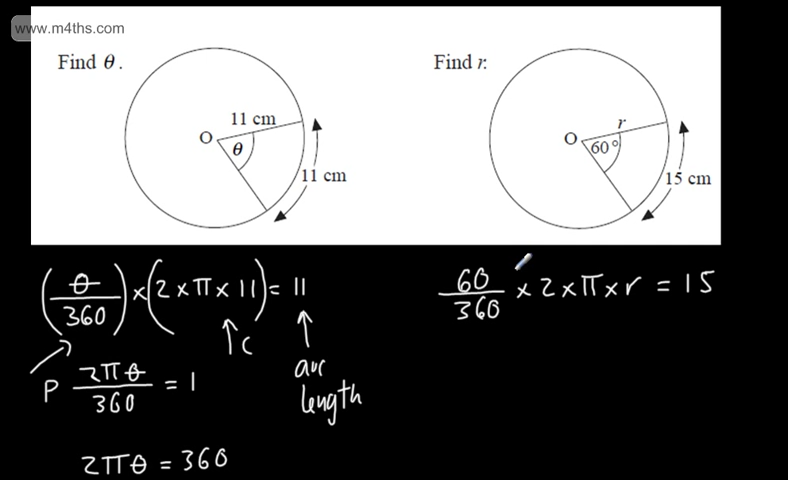 www.m4ths.com
Find θ.
11 cm
O
θ
11 cm
Find r.
r
O
60°
15 cm
(θ/360) × (2 × π × 11) = 11
↑ C
↑ arc length
P
2πθ/360 = 1
2πθ = 360
60/360 × 2 × π × r = 15